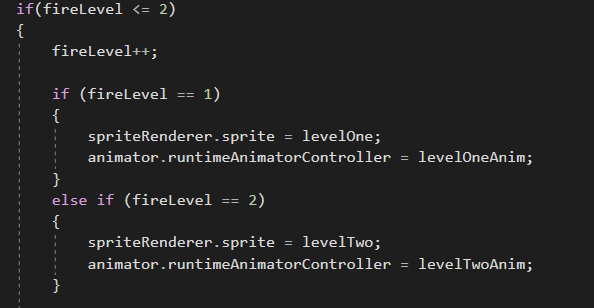 if(fireLevel <= 2)
{
fireLevel++;
if (fireLevel == 1)
{
spriteRenderer.sprite = levelOne;
animator.runtimeAnimatorController = levelOneAnim;
}
else if (fireLevel == 2)
{
spriteRenderer.sprite = levelTwo;
animator.runtimeAnimatorController = levelTwoAnim;
}